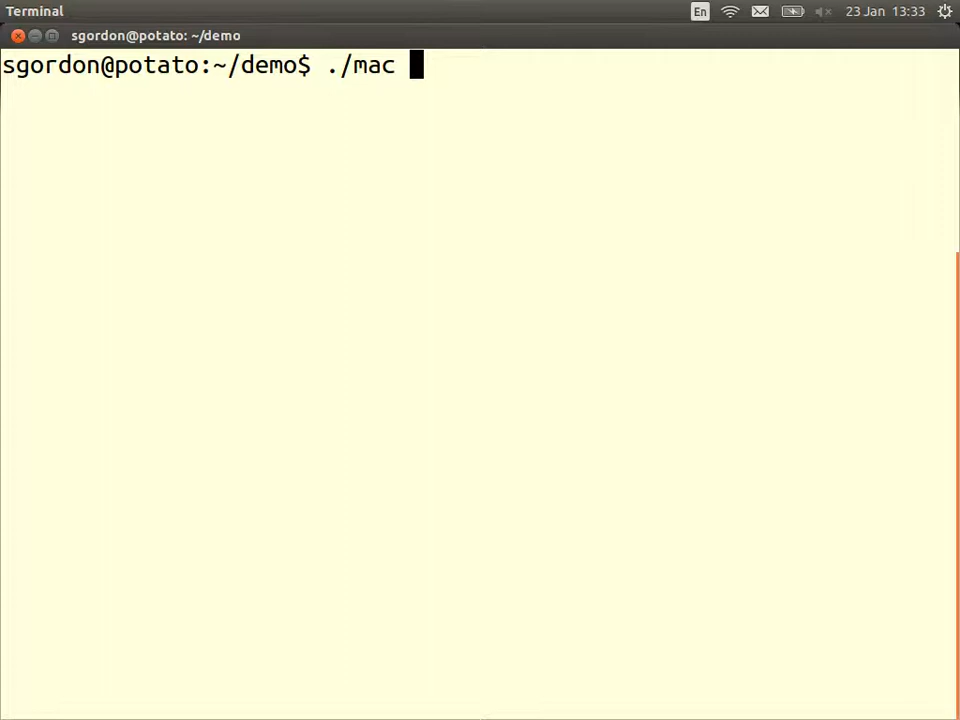 Terminal
En
23 Jan 13:33
sgordon@potato: ~/demo
sgordon@potato:~/demo$ ./mac